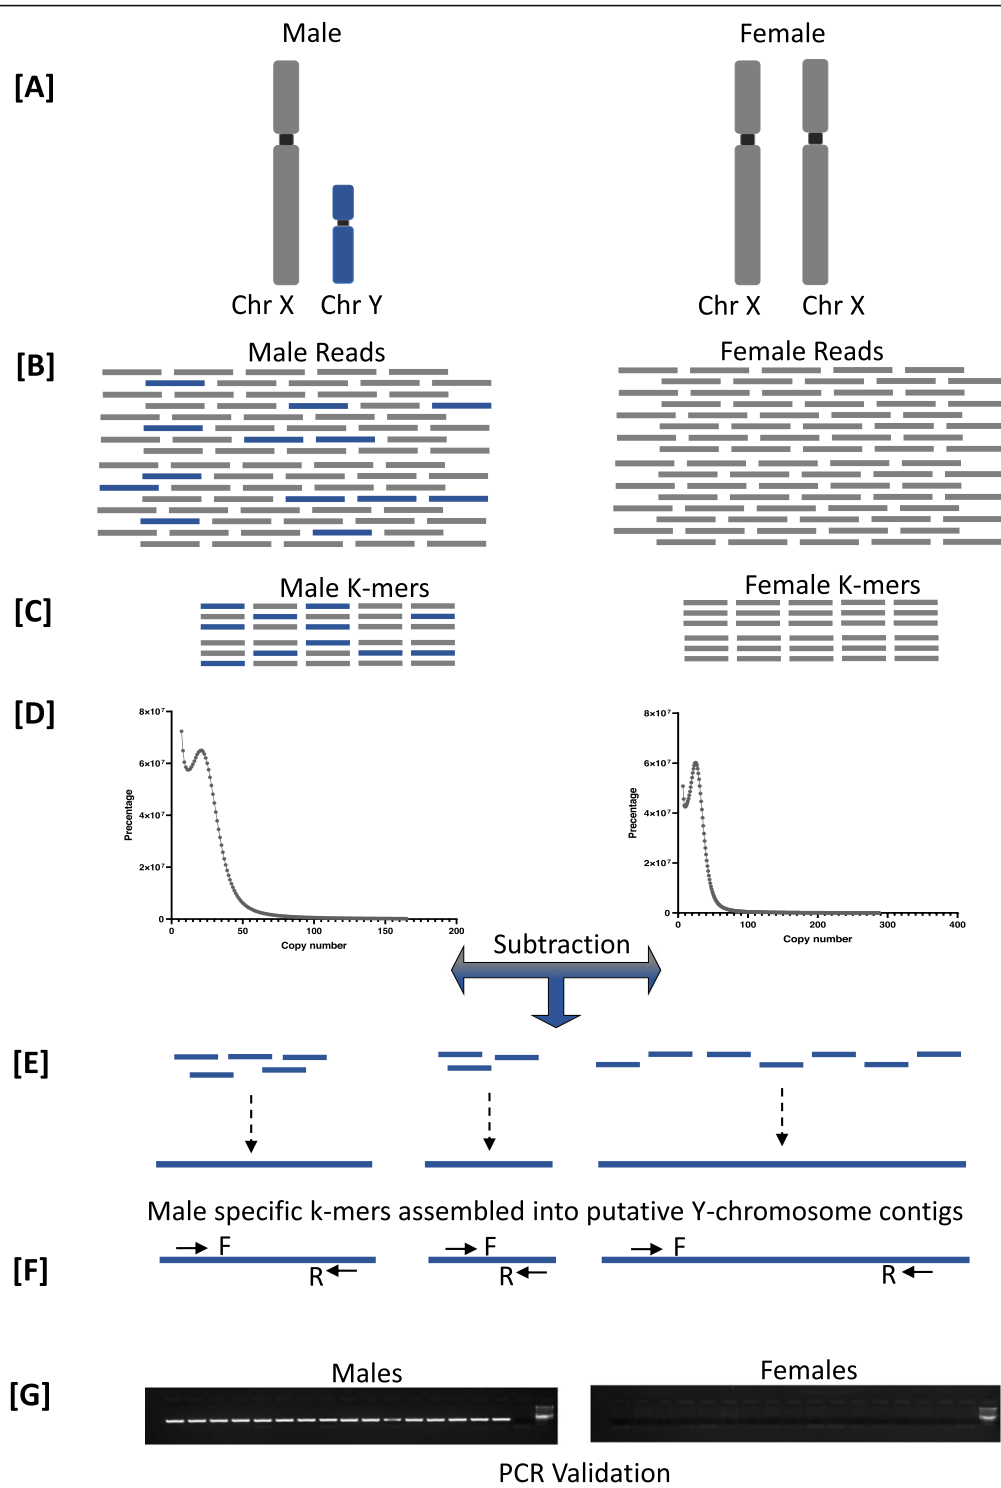 Male
Female
[A]
Chr X
Chr Y
Chr X
Chr X
[B]
Male Reads
Female Reads
[C]
Male K-mers
Female K-mers
[D]
8×10⁷
6×10⁷
4×10⁷
2×10⁷
0
Precentage
0
50
100
150
200
Copy number
8×10⁷
6×10⁷
4×10⁷
2×10⁷
0
Precentage
0
100
200
300
400
Copy number
Subtraction
[E]
Male specific k-mers assembled into putative Y-chromosome contigs
[F]
F
R
F
R
F
R
[G]
Males
Females
PCR Validation